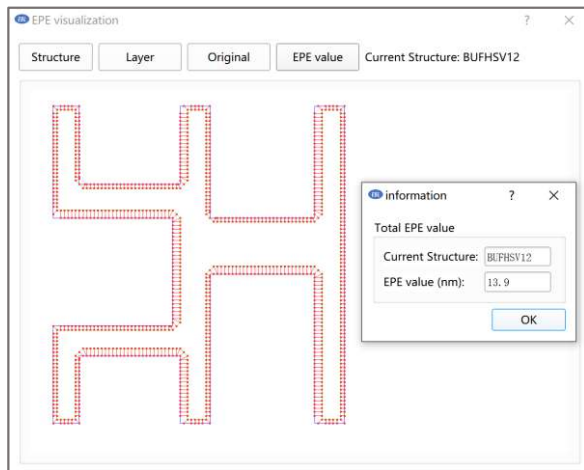 EPE visualization
Structure
Layer
Original
EPE value
Current Structure: BUFHSV12
information
Total EPE value
Current Structure: BUFHSV12
EPE value (nm): 13.9
OK